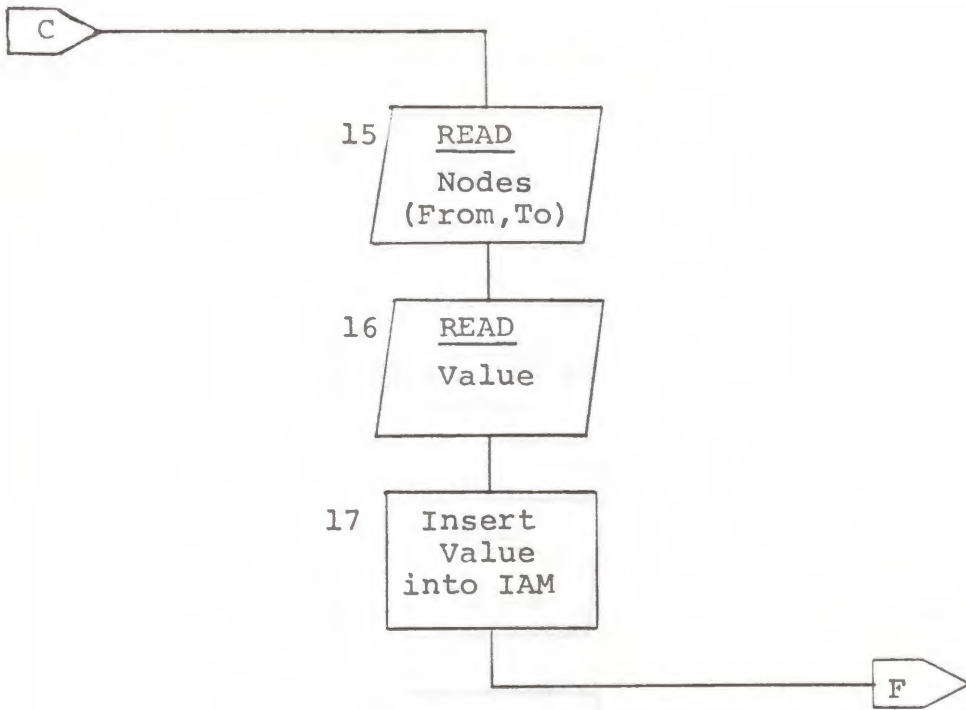 C
15
READ
Nodes
(From,To)
16
READ
Value
17
Insert
Value
into IAM
F